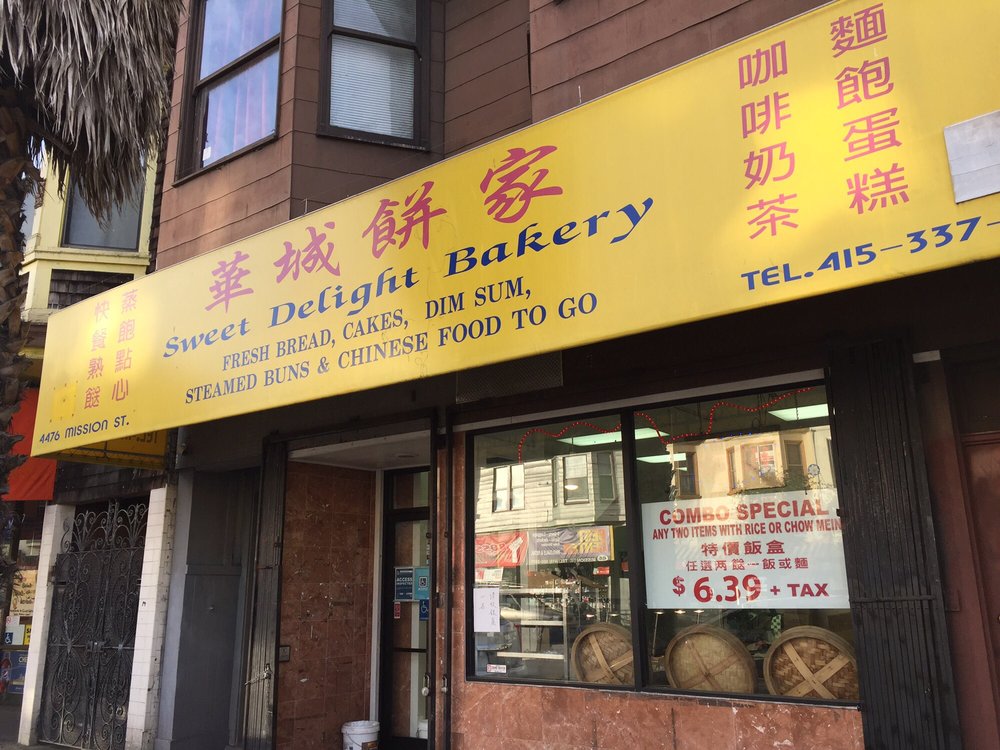 華城餅家
Sweet Delight Bakery
FRESH BREAD, CAKES, DIM SUM,
STEAMED BUNS & CHINESE FOOD TO GO
蒸飽點心
快餐熟餸
4476 MISSION ST.
麵飽蛋糕
咖啡奶茶
TEL.415-337-
COMBO SPECIAL
ANY TWO ITEMS WITH RICE OR CHOW MEIN
特價飯盒
任選两餸一飯或麵
$6.39 + TAX
ACCESS